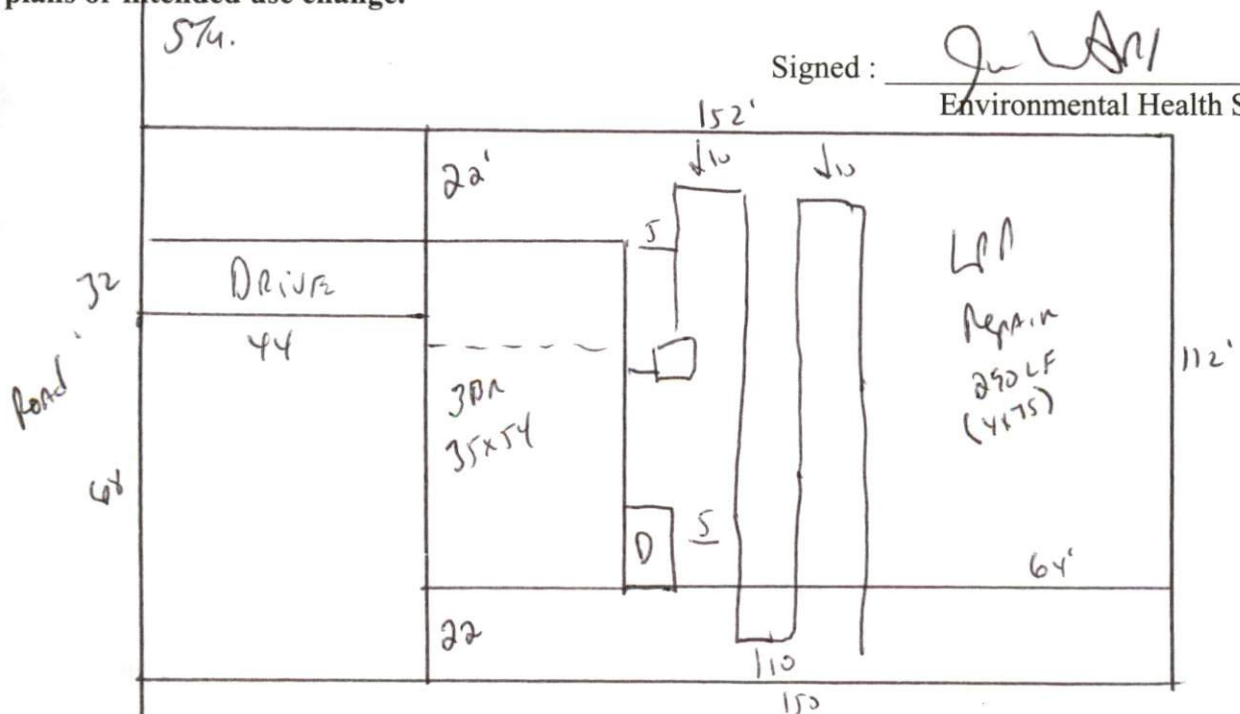 plans or intended use change.
S/W.
Signed :
Environmental Health S
152'
22'
↓10
↓10
5
32
DRIVE
44
LPP
Repair
290 LF
(4x75)
112'
Road
3BR
35x54
68
D
5
64'
22
10
150